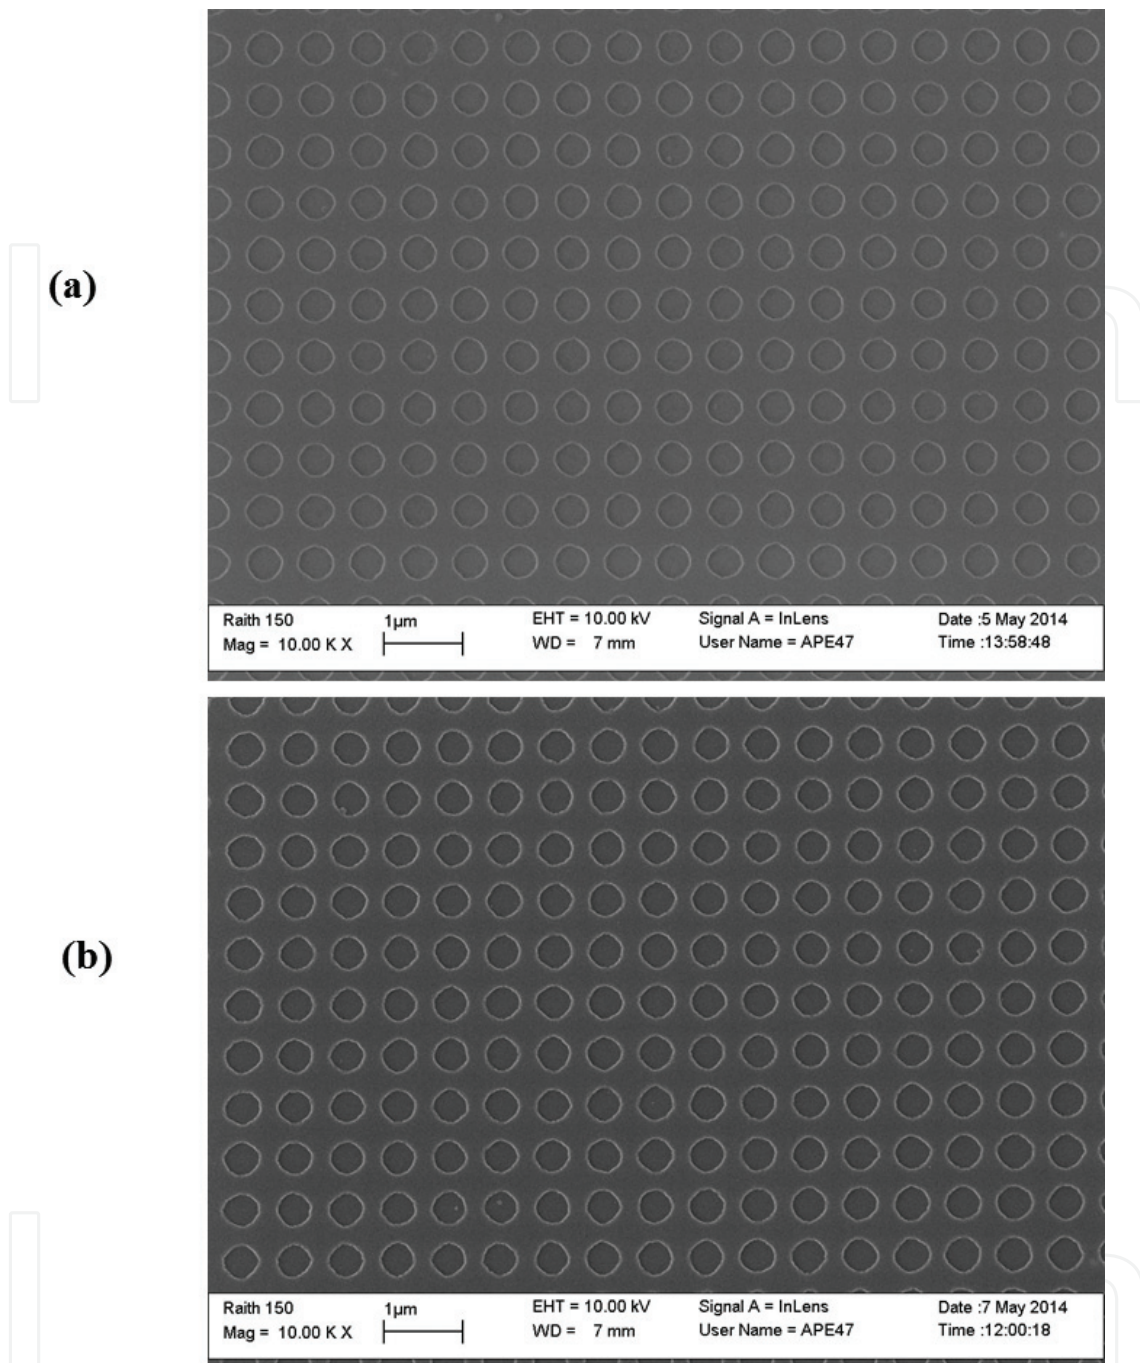 (a)
Raith 150 1µm EHT = 10.00 kV Signal A = InLens Date :5 May 2014
Mag = 10.00 K X WD = 7 mm User Name = APE47 Time :13:58:48
(b)
Raith 150 1µm EHT = 10.00 kV Signal A = InLens Date :7 May 2014
Mag = 10.00 K X WD = 7 mm User Name = APE47 Time :12:00:18